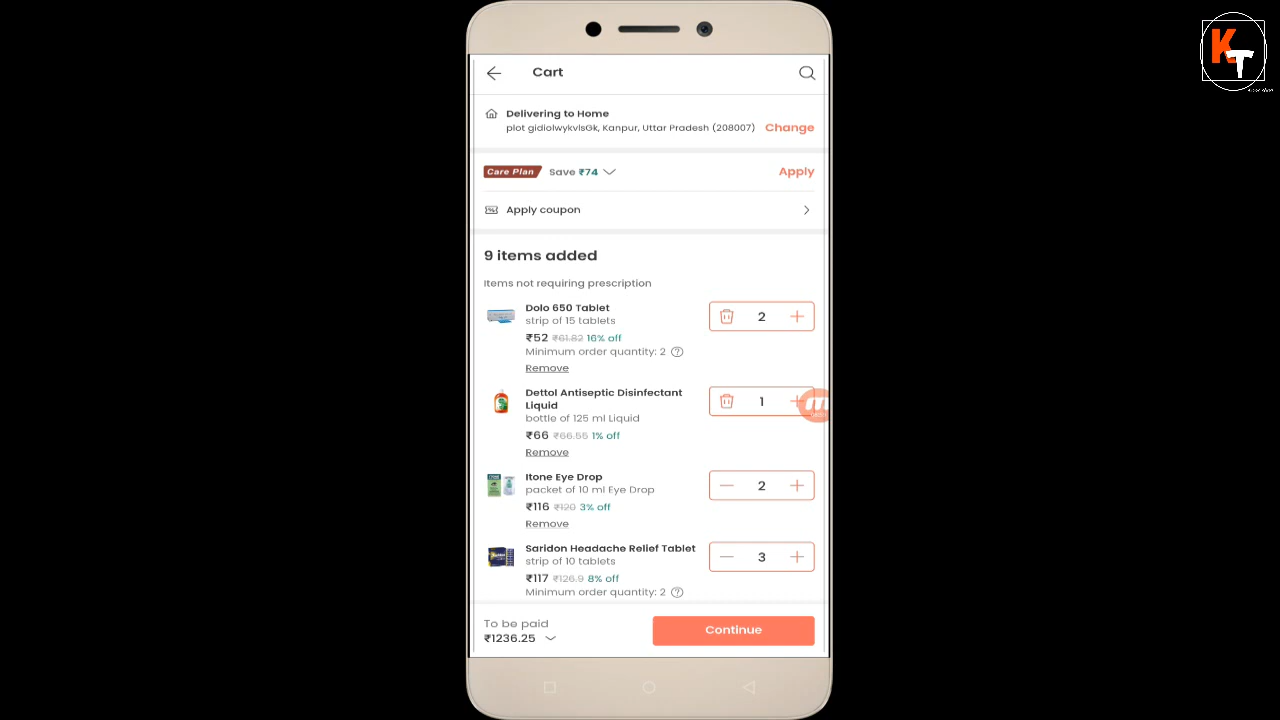 KT
Cart
Delivering to Home
plot gidiolwykvlsGk, Kanpur, Uttar Pradesh (208007)
Change
Care Plan
Save ₹74
Apply
Apply coupon
9 items added
Items not requiring prescription
Dolo 650 Tablet
strip of 15 tablets
₹52 ₹61.82 16% off
Minimum order quantity: 2 ?
Remove
2
Dettol Antiseptic Disinfectant
Liquid
bottle of 125 ml Liquid
₹66 ₹66.55 1% off
Remove
1
Itone Eye Drop
packet of 10 ml Eye Drop
₹116 ₹120 3% off
Remove
2
Saridon Headache Relief Tablet
strip of 10 tablets
₹117 ₹126.9 8% off
Minimum order quantity: 2 ?
3
To be paid
₹1236.25
Continue